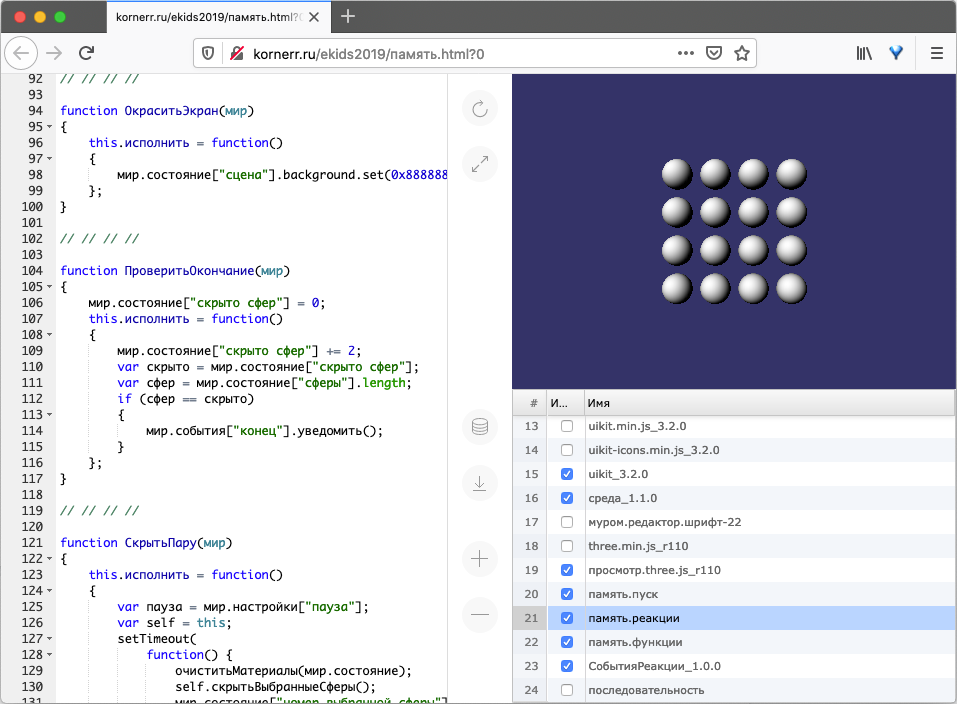 kornerr.ru/ekids2019/память.html?0
kornerr.ru/ekids2019/память.html?0
92 // // // //
93
94 function ОкраситьЭкран(мир)
95 {
96 this.исполнить = function()
97 {
98 мир.состояние["сцена"].background.set(0x888888
99 };
100 }
101
102 // // // //
103
104 function ПроверитьОкончание(мир)
105 {
106 мир.состояние["скрыто сфер"] = 0;
107 this.исполнить = function()
108 {
109 мир.состояние["скрыто сфер"] += 2;
110 var скрыто = мир.состояние["скрыто сфер"];
111 var сфер = мир.состояние["сферы"].length;
112 if (сфер == скрыто)
113 {
114 мир.события["конец"].уведомить();
115 }
116 };
117 }
118
119 // // // //
120
121 function СкрытьПару(мир)
122 {
123 this.исполнить = function()
124 {
125 var пауза = мир.настройки["пауза"];
126 var self = this;
127 setTimeout(
128 function() {
129 очиститьМатериалы(мир.состояние);
130 self.скрытьВыбранныеСферы();
131 мир.состояние["номер выбранной сферы"]
# И... Имя
13 uikit.min.js_3.2.0
14 uikit-icons.min.js_3.2.0
15 uikit_3.2.0
16 среда_1.1.0
17 муром.редактор.шрифт-22
18 three.min.js_r110
19 просмотр.three.js_r110
20 память.пуск
21 память.реакции
22 память.функции
23 СобытияРеакции_1.0.0
24 последовательность